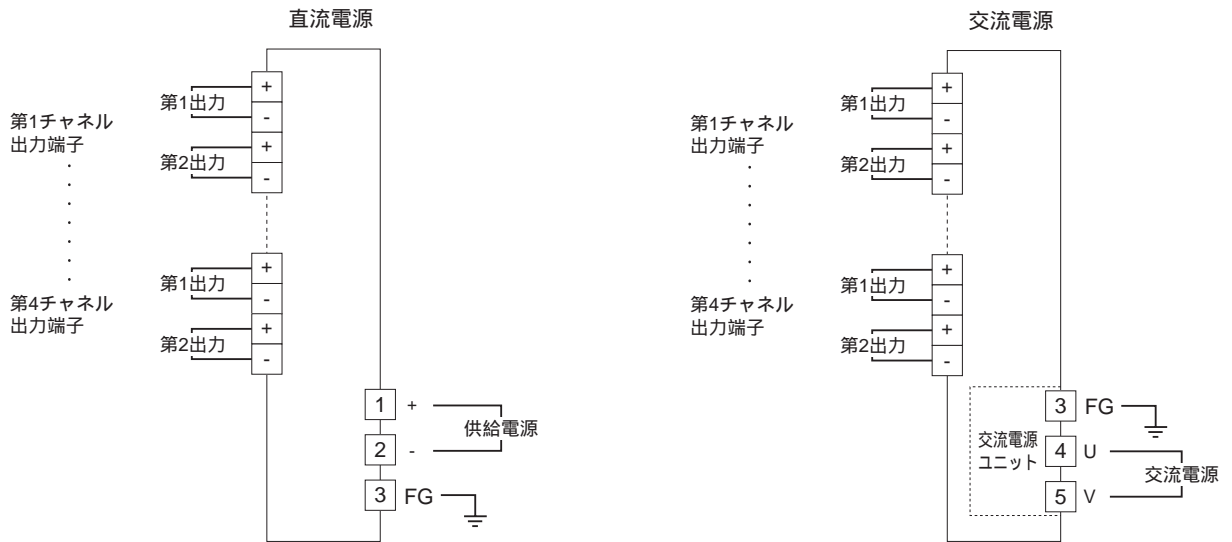 直流電源
第1チャネル
出力端子
第1出力
+
-
第2出力
+
-
第4チャネル
出力端子
第1出力
+
-
第2出力
+
-
1 +
2 -
供給電源
3 FG
交流電源
第1チャネル
出力端子
第1出力
+
-
第2出力
+
-
第4チャネル
出力端子
第1出力
+
-
第2出力
+
-
交流電源
ユニット
3 FG
4 U
5 V
交流電源